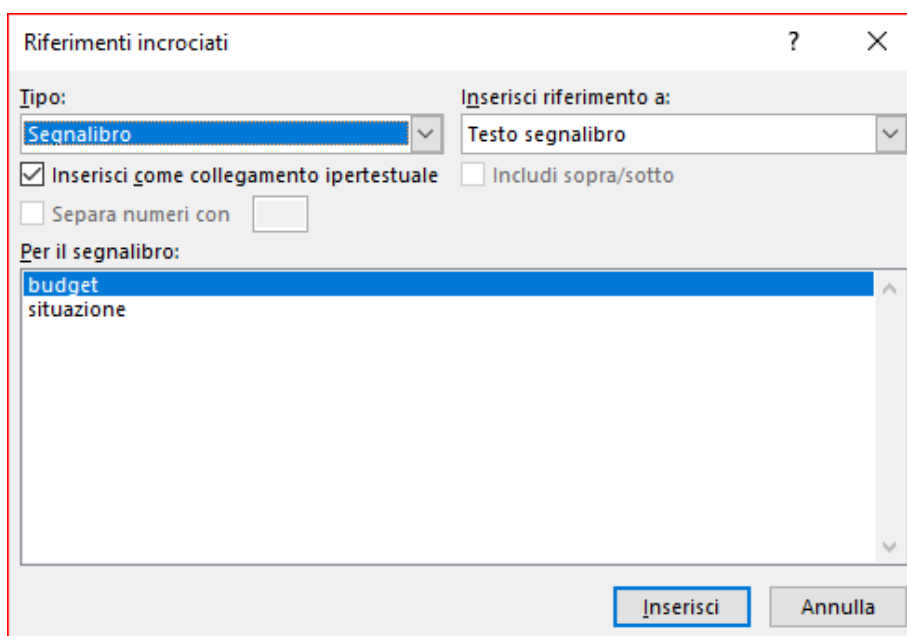 Riferimenti incrociati ?
Tipo: Inserisci riferimento a:
Segnalibro Testo segnalibro
Inserisci come collegamento ipertestuale Includi sopra/sotto
Separa numeri con
Per il segnalibro:
budget
situazione
Inserisci Annulla